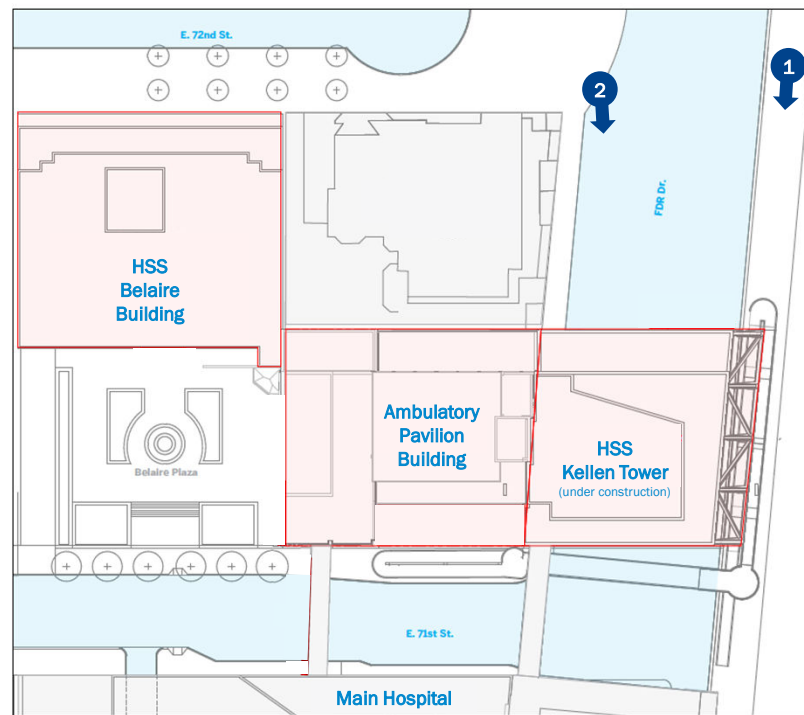 E. 72nd St.
1
2
FDR Dr.
HSS
Belaire
Building
Ambulatory
Pavilion
Building
HSS
Kellen Tower
(under construction)
Belaire Plaza
E. 71st St.
Main Hospital